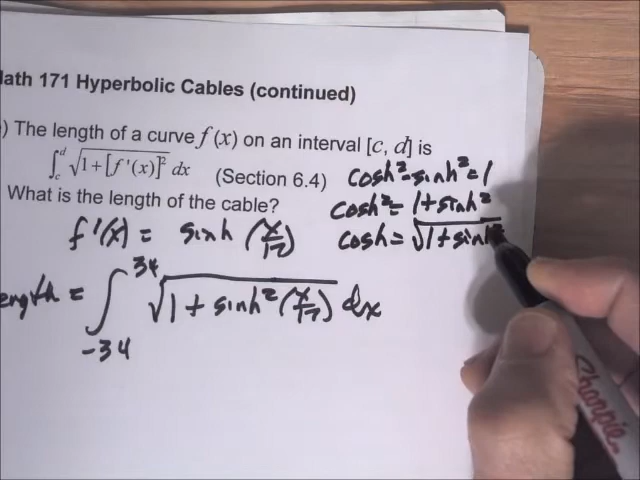 ath 171 Hyperbolic Cables (continued)
) The length of a curve f(x) on an interval [c, d] is
∫_c^d √(1+[f'(x)]²) dx (Section 6.4) cosh² - sinh² = 1
What is the length of the cable? cosh² = 1 + sinh²
f'(x) = sinh (x/17) cosh = √(1 + sinh²)
ength = ∫_{-34}^{34} √(1 + sinh² (x/17)) dx
Sharpie